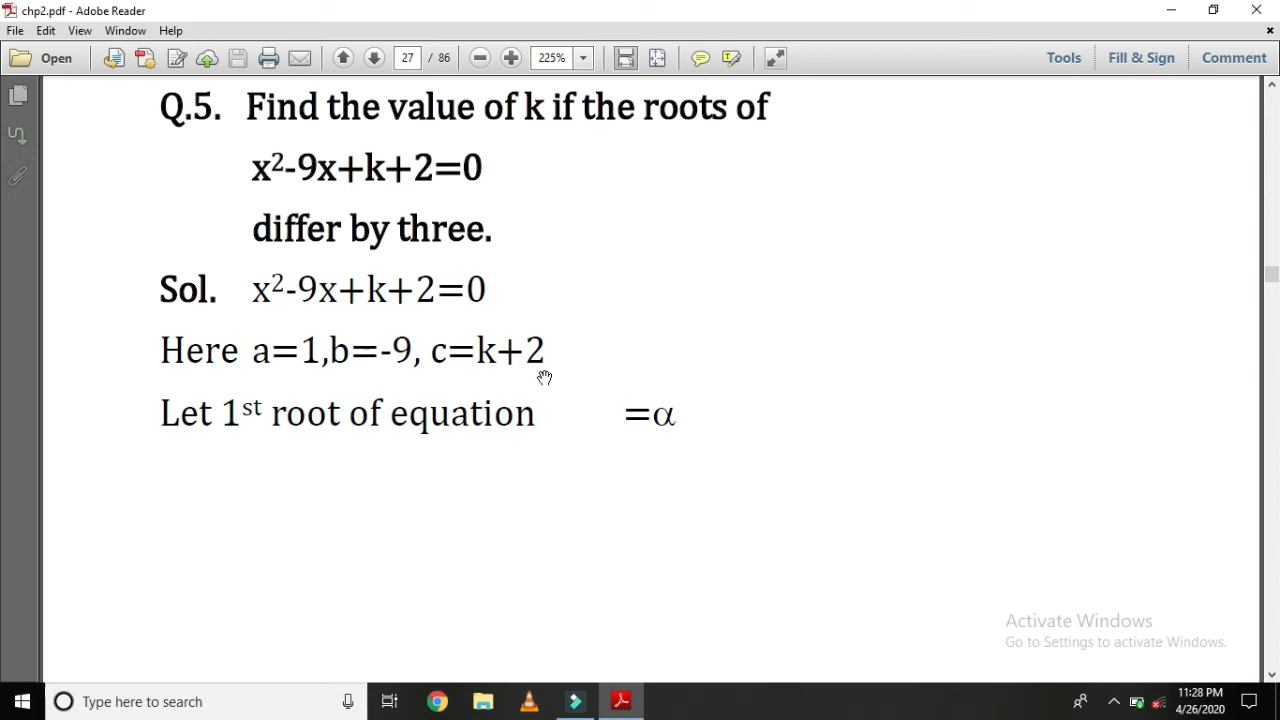 chp2.pdf - Adobe Reader
File Edit View Window Help
Open 27 / 86 225% Tools Fill & Sign Comment
Q.5. Find the value of k if the roots of
x²-9x+k+2=0
differ by three.
Sol. x²-9x+k+2=0
Here a=1,b=-9, c=k+2
Let 1st root of equation =α
Activate Windows
Go to Settings to activate Windows.
Type here to search
11:28 PM
4/26/2020